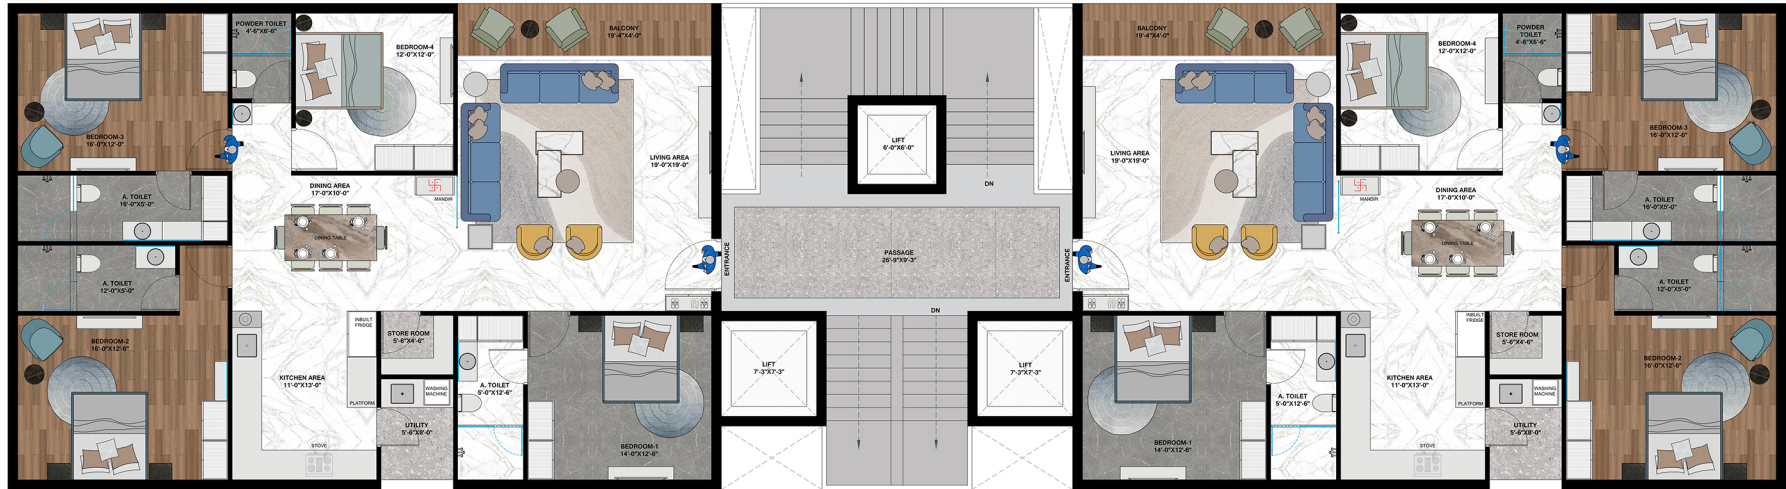 POWDER TOILET
4'-6"X6'-6"
BEDROOM-4
12'-0"X12'-0"
BALCONY
19'-4"X4'-0"
BEDROOM-3
16'-0"X12'-0"
LIVING AREA
19'-0"X19'-0"
A. TOILET
16'-0"X5'-0"
DINING AREA
17'-0"X10'-0"
MANDIR
DINING TABLE
ENTRANCE
A. TOILET
12'-0"X5'-0"
BEDROOM-2
16'-0"X12'-6"
INBUILT
FRIDGE
STORE ROOM
5'-6"X4'-6"
KITCHEN AREA
11'-0"X13'-0"
PLATFORM
WASHING
MACHINE
UTILITY
5'-6"X8'-0"
STOVE
A. TOILET
5'-0"X12'-6"
BEDROOM-1
14'-0"X12'-6"
LIFT
6'-0"X6'-0"
DN
PASSAGE
26'-9"X9'-3"
DN
LIFT
7'-3"X7'-3"
LIFT
7'-3"X7'-3"
BALCONY
19'-4"X4'-0"
BEDROOM-4
12'-0"X12'-0"
POWDER
TOILET
4'-6"X6'-6"
LIVING AREA
19'-0"X19'-0"
BEDROOM-3
16'-0"X12'-0"
MANDIR
DINING AREA
17'-0"X10'-0"
A. TOILET
16'-0"X5'-0"
DINING TABLE
ENTRANCE
A. TOILET
12'-0"X5'-0"
INBUILT
FRIDGE
STORE ROOM
5'-6"X4'-6"
BEDROOM-2
16'-0"X12'-6"
KITCHEN AREA
11'-0"X13'-0"
PLATFORM
WASHING
MACHINE
UTILITY
5'-6"X8'-0"
STOVE
A. TOILET
5'-0"X12'-6"
BEDROOM-1
14'-0"X12'-6"